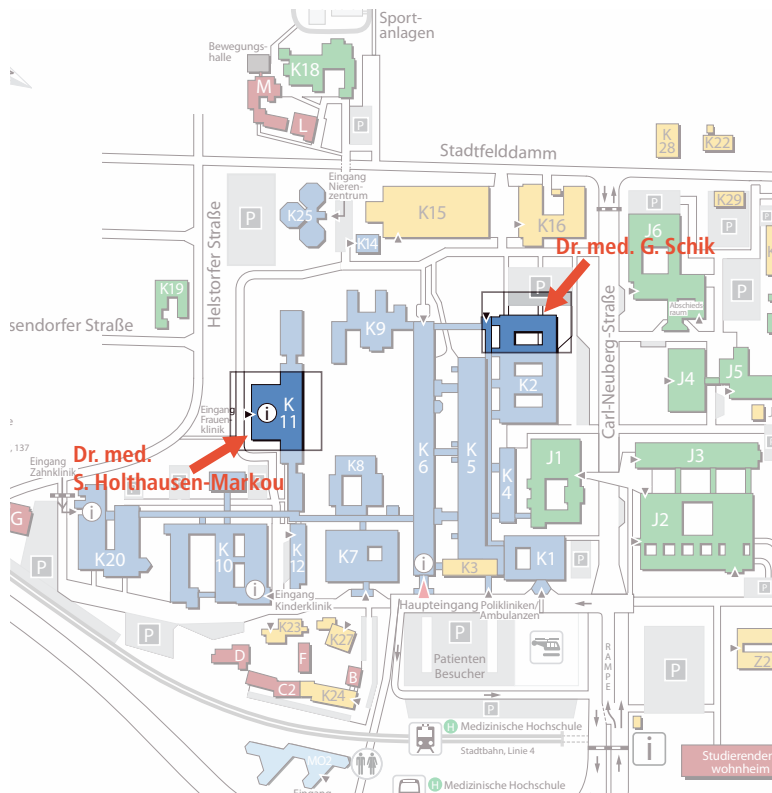 Sport-
anlagen
Bewegungs-
halle
K18
M
L
P
Stadtfelddamm
K
28
K22
Eingang
Nieren-
zentrum
P
K25
K15
K14
K16
K29
P
P
J6
P
Helstorfer Straße
Dr. med. G. Schik
P
K19
sendorfer Straße
K9
Abschieds
raum
Carl-Neuberg-Straße
K2
J4
J5
Eingang
Frauen-
klinik
i
K
11
Dr. med.
S. Holthausen-Markou
, 137
Eingang
Zahnklinik
P
P
K8
K
6
K
5
K
4
J1
J3
J2
G
i
K20
K
10
i
K
12
K7
i
K3
K1
P
P
P
Eingang
Kinderklinik
Haupteingang
Polikliniken/
Ambulanzen
P
K23
K27
P
Patienten
Besucher
D
F
B
C2
K24
RAMPE
P
Z2
P
H Medizinische Hochschule
Stadtbahn, Linie 4
i
MO2
Eingang
Studierenden
wohnheim
H Medizinische Hochschule